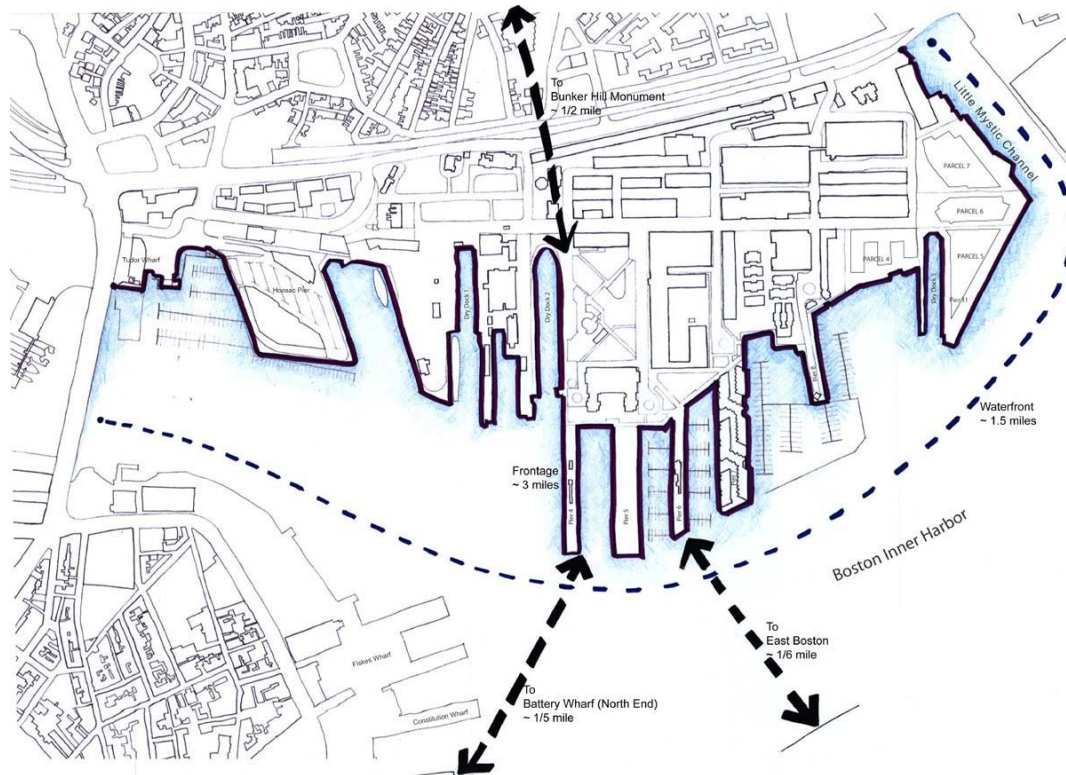 To
Bunker Hill Monument
~ 1/2 mile
Little Mystic Channel
PARCEL 7
PARCEL 6
PARCEL 4
PARCEL 5
Pier 11
Dry Dock 5
Tudor Wharf
Hoosac Pier
Dry Dock 1
Dry Dock 2
Pier 8
Waterfront
~ 1.5 miles
Frontage
~ 3 miles
Pier 4
Pier 5
Pier 6
Boston Inner Harbor
To
East Boston
~ 1/6 mile
To
Battery Wharf (North End)
~ 1/5 mile
Fiskes Wharf
Constitution Wharf